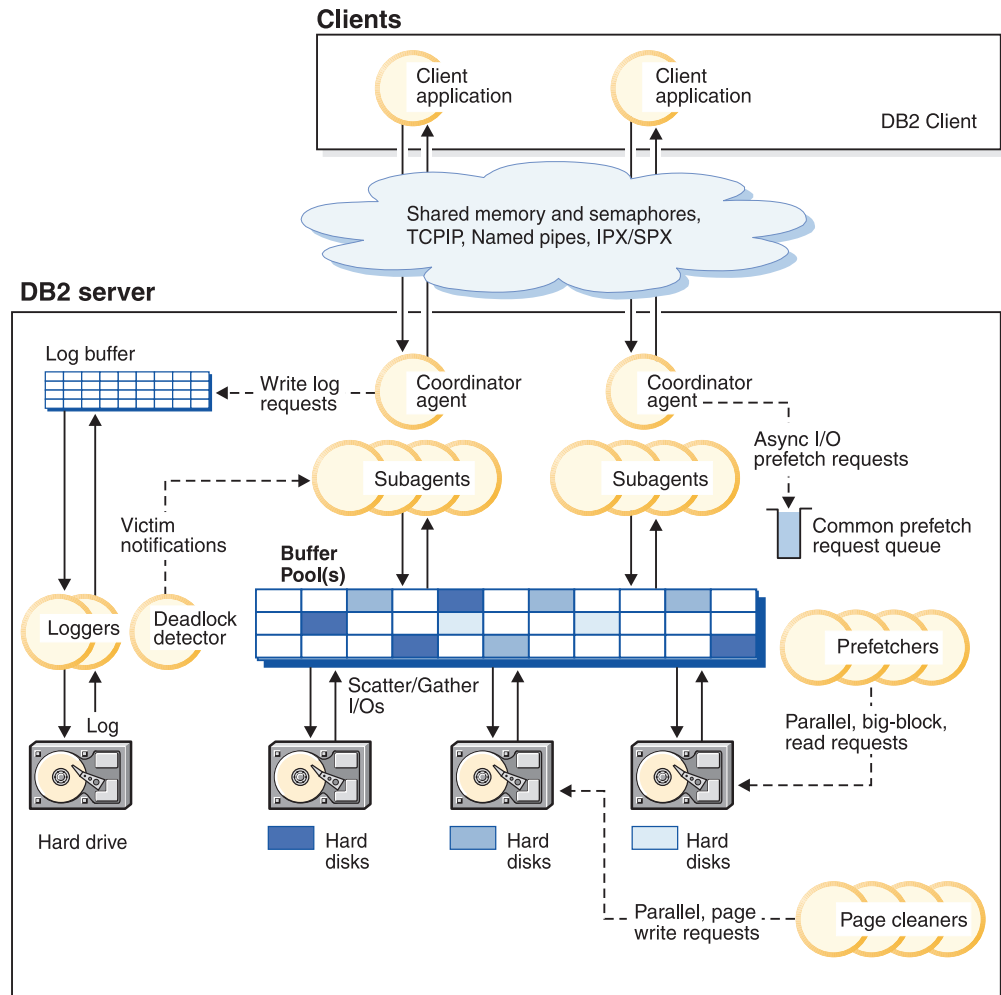 Clients
Client
application
Client
application
DB2 Client
Shared memory and semaphores,
TCPIP, Named pipes, IPX/SPX
DB2 server
Log buffer
Write log
requests
Coordinator
agent
Coordinator
agent
Async I/O
prefetch requests
Subagents
Subagents
Victim
notifications
Common prefetch
request queue
Buffer
Pool(s)
Loggers
Deadlock
detector
Prefetchers
Scatter/Gather
I/Os
Log
Parallel, big-block,
read requests
Hard drive
Hard
disks
Hard
disks
Hard
disks
Parallel, page
write requests
Page cleaners